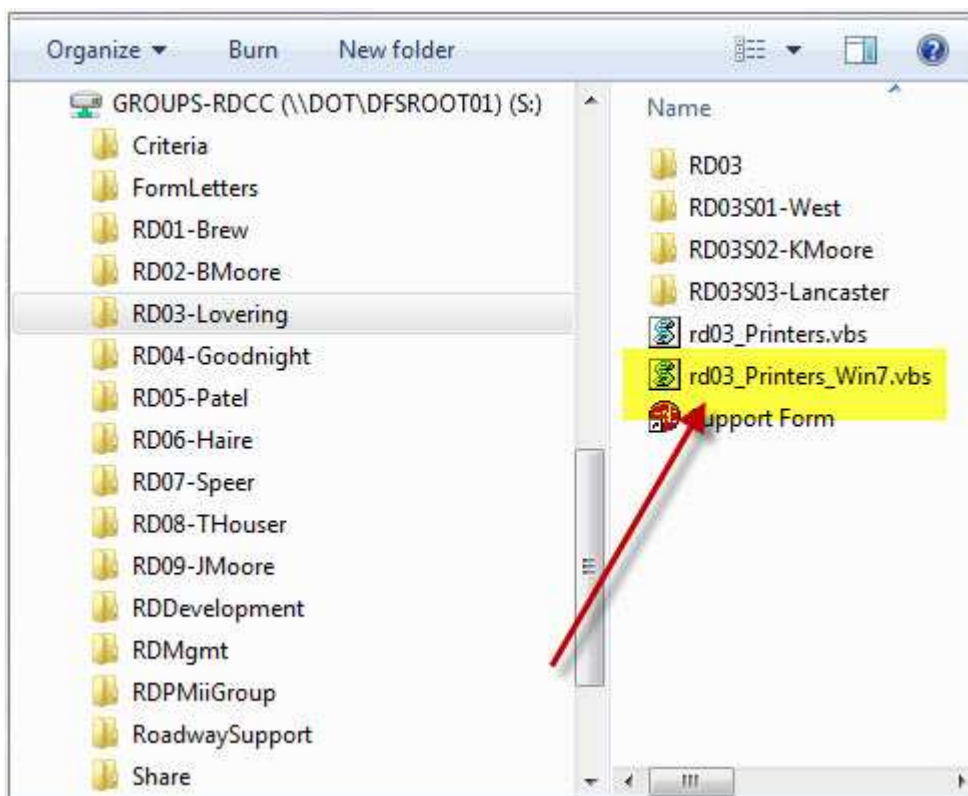 Organize Burn New folder
GROUPS-RDCC (\\DOT\DFSROOT01) (S:)
Criteria
FormLetters
RD01-Brew
RD02-BMoore
RD03-Lovering
RD04-Goodnight
RD05-Patel
RD06-Haire
RD07-Speer
RD08-THouser
RD09-JMoore
RDDevelopment
RDMgmt
RDPMiiGroup
RoadwaySupport
Share
Name
RD03
RD03S01-West
RD03S02-KMoore
RD03S03-Lancaster
rd03_Printers.vbs
rd03_Printers_Win7.vbs
upport Form